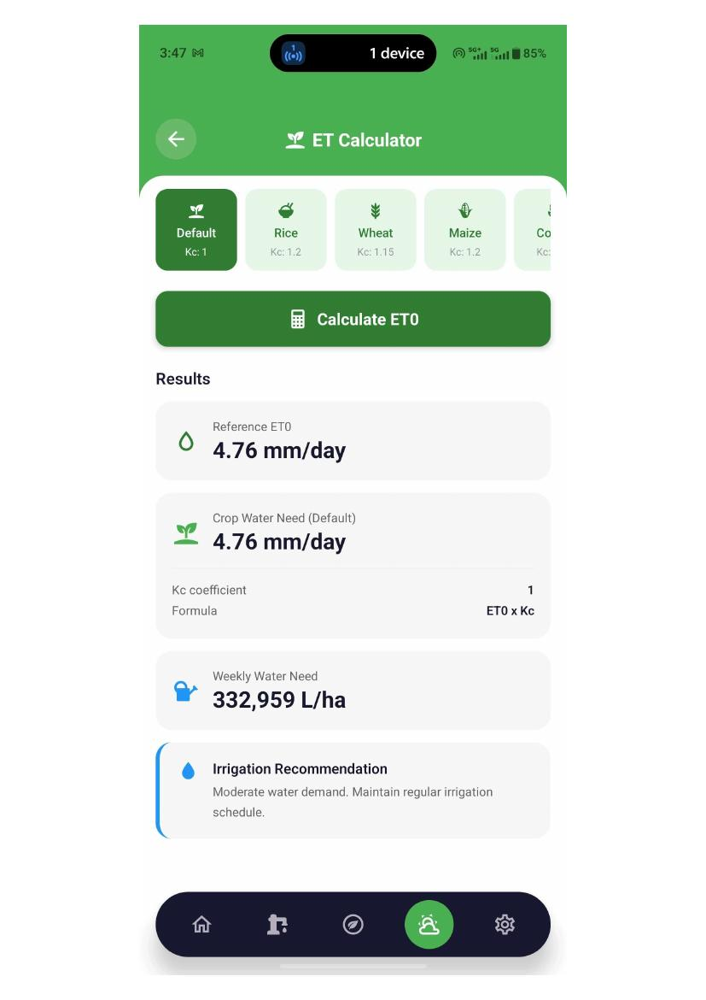 3:47
1
1 device
5G+ 5G 85%
ET Calculator
Default Rice Wheat Maize Co
Kc: 1 Kc: 1.2 Kc: 1.15 Kc: 1.2 Kc:
Calculate ET0
Results
Reference ET0
4.76 mm/day
Crop Water Need (Default)
4.76 mm/day
Kc coefficient 1
Formula ET0 x Kc
Weekly Water Need
332,959 L/ha
Irrigation Recommendation
Moderate water demand. Maintain regular irrigation
schedule.